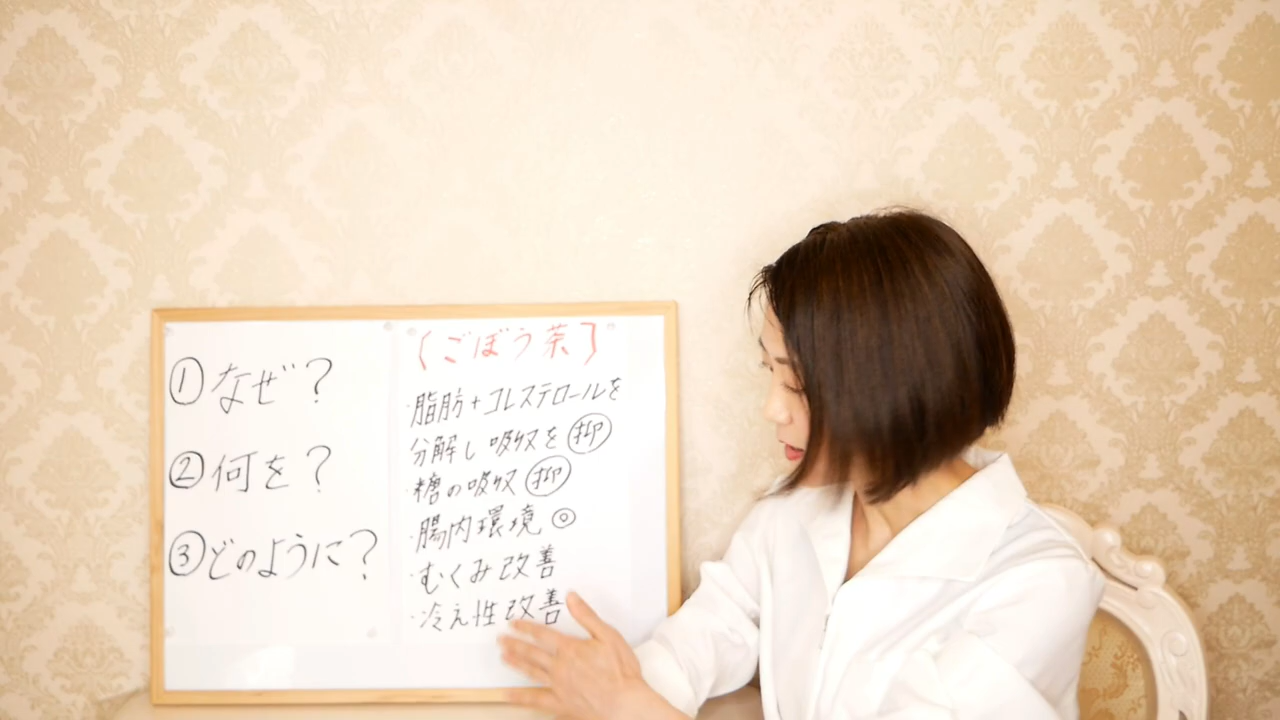 ① なぜ？
② 何を？
③ どのように？
〔ごぼう茶〕
・脂肪+コレステロールを
分解し吸収を㊞
・糖の吸収㊞
・腸内環境◎
・むくみ改善
・冷え性改善